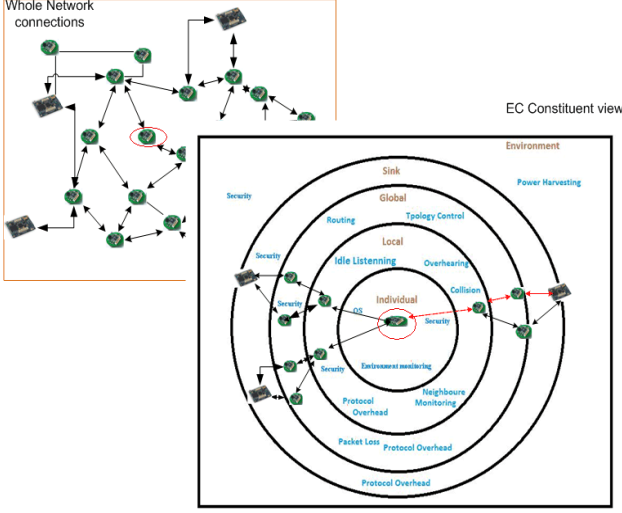 Whole Network
connections
EC Constituent view
Environment
Sink
Power Harvesting
Security
Global
Routing
Tpology Control
Local
Security
Idle Listenning
Overhearing
Collision
Individual
Security
OS
Security
Security
Environment monitoring
Neighboure
Monitoring
Protocol
Overhead
Packet Loss
Protocol Overhead
Protocol Overhead